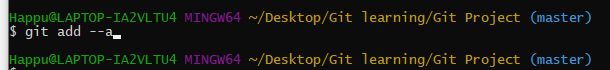 Happu@LAPTOP-IA2VLTU4 MINGW64 ~/Desktop/Git learning/Git Project (master)
$ git add --a
Happu@LAPTOP-IA2VLTU4 MINGW64 ~/Desktop/Git learning/Git Project (master)